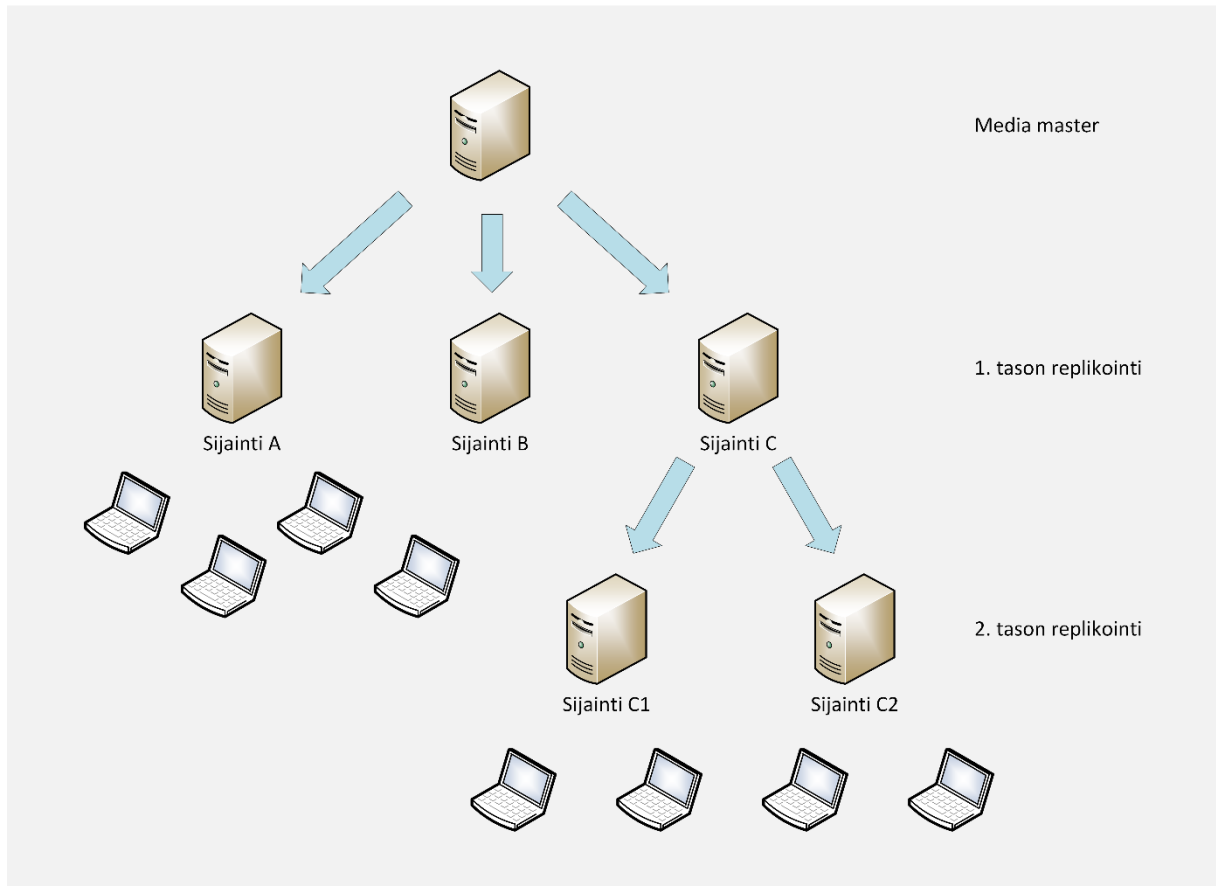 Media master
1. tason replikointi
Sijainti A
Sijainti B
Sijainti C
2. tason replikointi
Sijainti C1
Sijainti C2